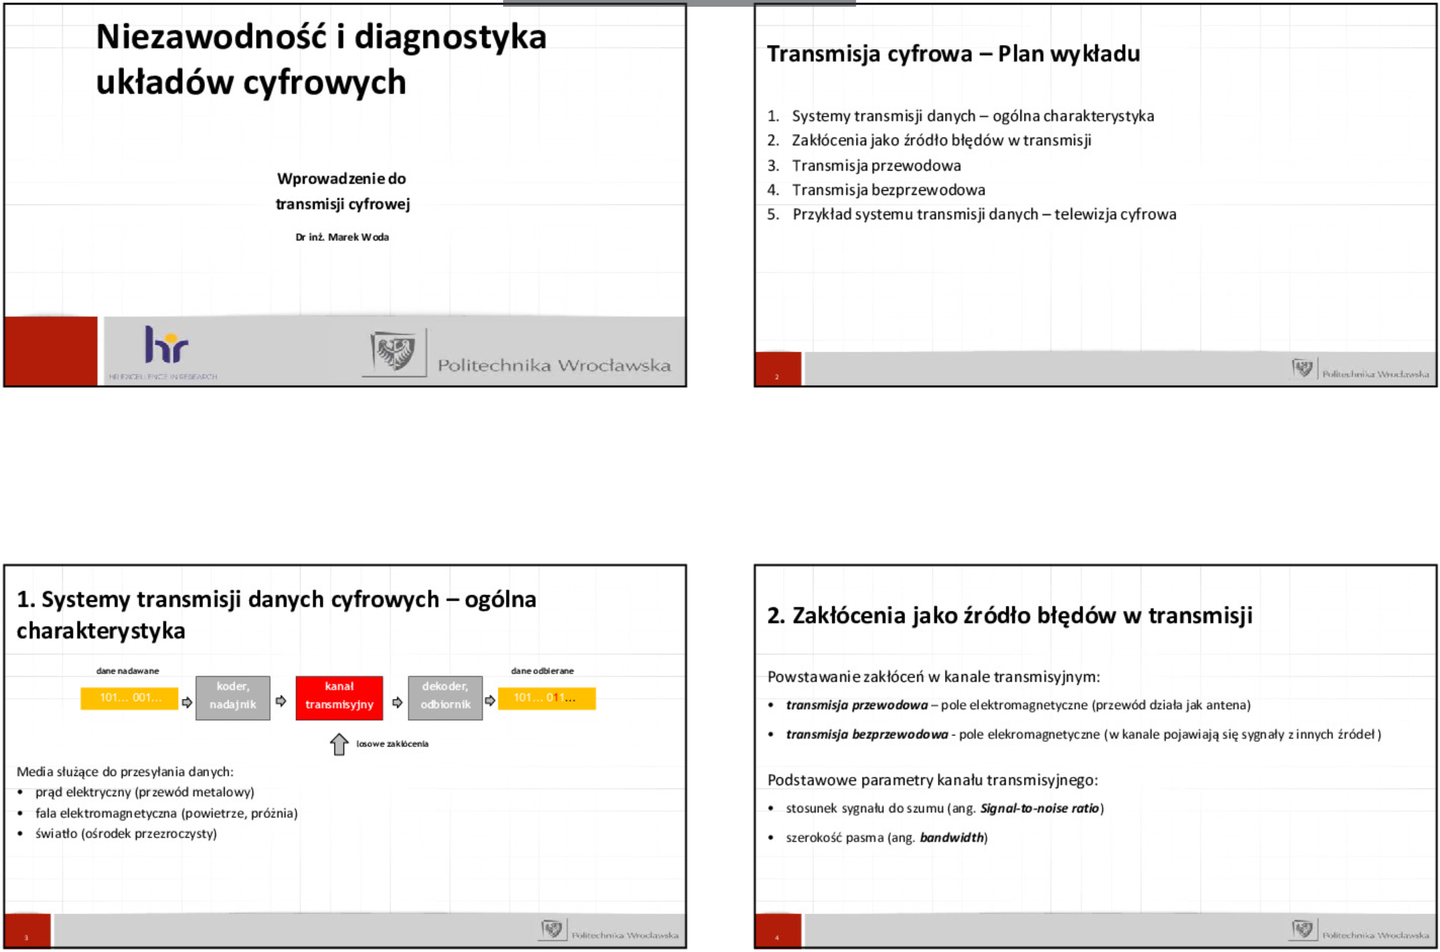 Niezawodność i diagnostyka
układów cyfrowych
Wprowadzenie do
transmisji cyfrowej
Dr inż. Marek Woda
hr
HR EXCELLENCE IN RESEARCH
Politechnika Wrocławska
Transmisja cyfrowa – Plan wykładu
1. Systemy transmisji danych – ogólna charakterystyka
2. Zakłócenia jako źródło błędów w transmisji
3. Transmisja przewodowa
4. Transmisja bezprzewodowa
5. Przykład systemu transmisji danych – telewizja cyfrowa
2
Politechnika Wrocławska
1. Systemy transmisji danych cyfrowych – ogólna
charakterystyka
dane nadawane
dane odbierane
101... 001...
koder,
nadajnik
kanał
transmisyjny
dekoder,
odbiornik
101... 011...
losowe zakłócenia
Media służące do przesyłania danych:
• prąd elektryczny (przewód metalowy)
• fala elektromagnetyczna (powietrze, próżnia)
• światło (ośrodek przezroczysty)
3
Politechnika Wrocławska
2. Zakłócenia jako źródło błędów w transmisji
Powstawanie zakłóceń w kanale transmisyjnym:
• transmisja przewodowa – pole elektromagnetyczne (przewód działa jak antena)
• transmisja bezprzewodowa - pole elekromagnetyczne (w kanale pojawiają się sygnały z innych źródeł)
Podstawowe parametry kanału transmisyjnego:
• stosunek sygnału do szumu (ang. Signal-to-noise ratio)
• szerokość pasma (ang. bandwidth)
4
Politechnika Wrocławska